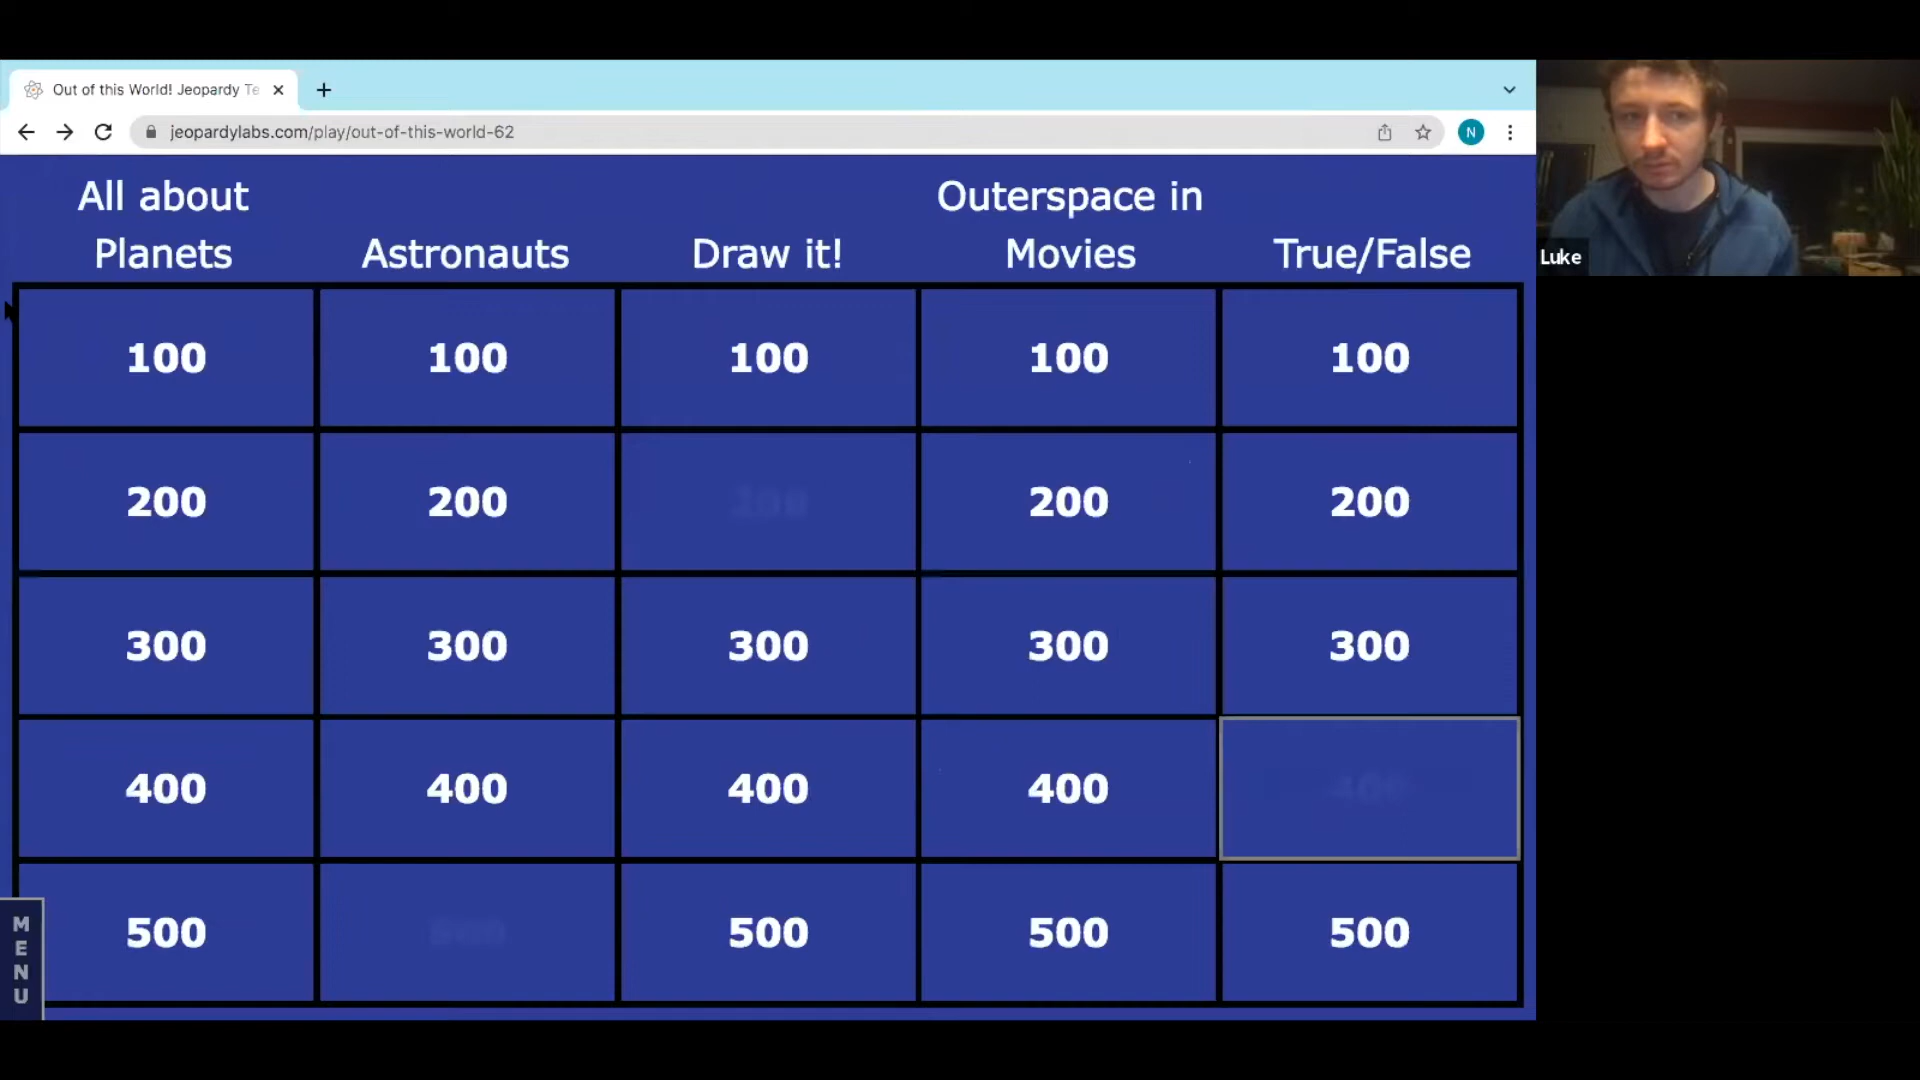 Out of this World! Jeopardy Te
jeopardylabs.com/play/out-of-this-world-62
N
All about Planets
Astronauts
Draw it!
Outerspace in Movies
True/False
100 100 100 100 100
200 200 200 200
300 300 300 300 300
400 400 400 400 400
500 500 500 500
MENU
Luke